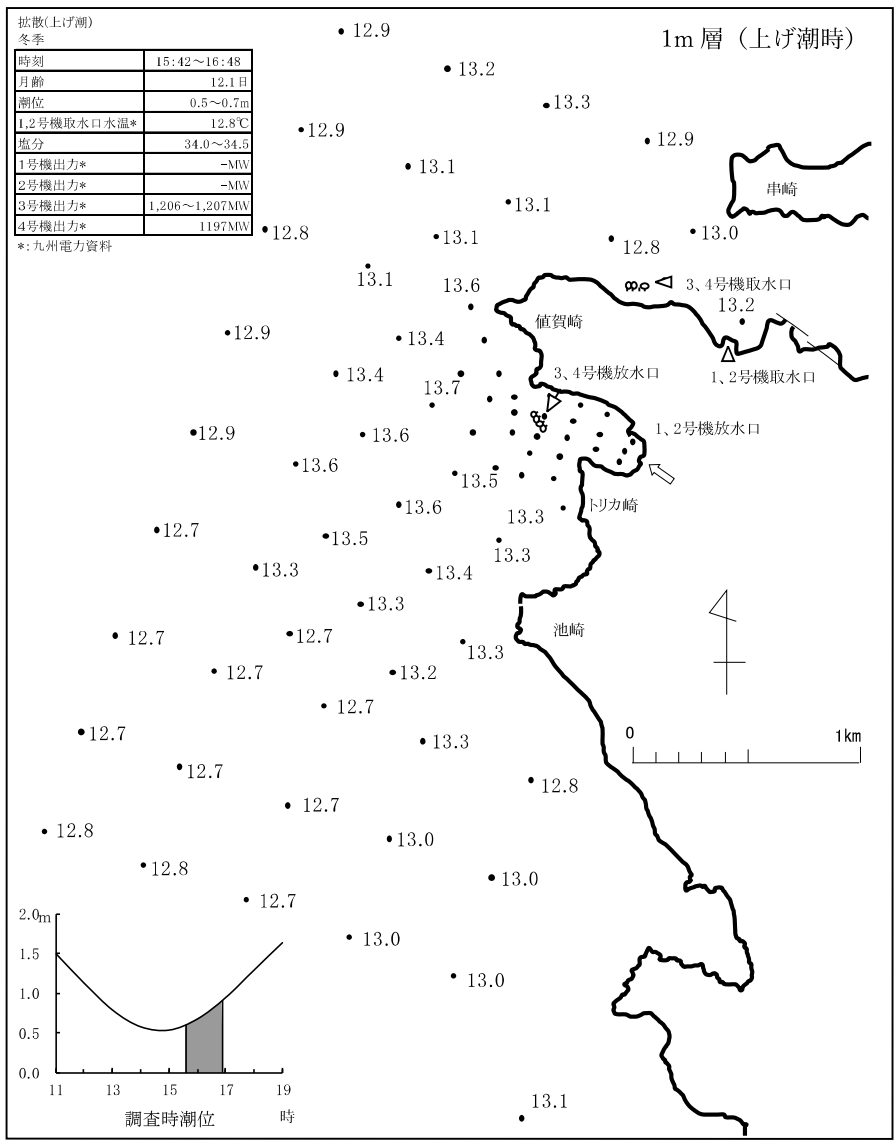 拡散(上げ潮)
冬季
1m 層（上げ潮時）
時刻 15:42～16:48
月齢 12.1日
潮位 0.5～0.7m
1,2号機取水口水温* 12.8℃
塩分 34.0～34.5
1号機出力* -MW
2号機出力* -MW
3号機出力* 1,206～1,207MW
4号機出力* 1197MW
*:九州電力資料
12.9
13.2
13.3
12.9
12.9
13.1
串崎
13.1
12.8
13.1
12.8
13.0
13.1
13.6
3、4号機取水口
13.2
値賀崎
12.9
13.4
13.4
13.7
3、4号機放水口
1、2号機取水口
12.9
13.6
1、2号機放水口
13.6
13.5
13.6
13.3
トリカ崎
12.7
13.5
13.3
13.3
13.4
13.3
12.7
12.7
13.3
池崎
12.7
13.2
12.7
12.7
13.3
0
1km
12.7
12.8
12.7
12.8
13.0
12.8
13.0
12.7
13.0
13.0
13.1
2.0m
1.5
1.0
0.5
0.0
11 13 15 17 19
調査時潮位 時